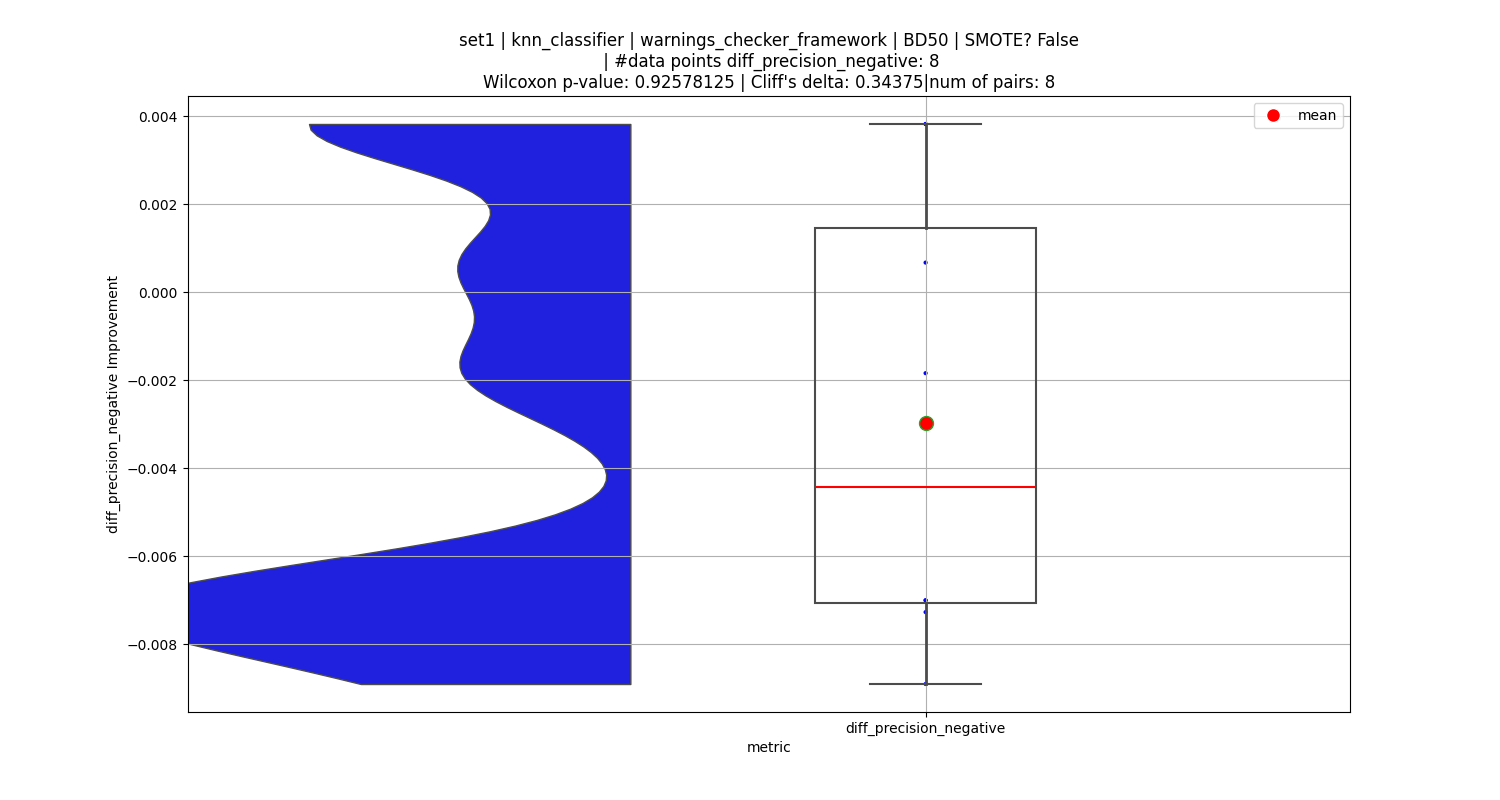 set1 | knn_classifier | warnings_checker_framework | BD50 | SMOTE? False
| #data points diff_precision_negative: 8
Wilcoxon p-value: 0.92578125 | Cliff's delta: 0.34375|num of pairs: 8
mean
0.004
0.002
0.000
−0.002
−0.004
−0.006
−0.008
diff_precision_negative Improvement
diff_precision_negative
metric